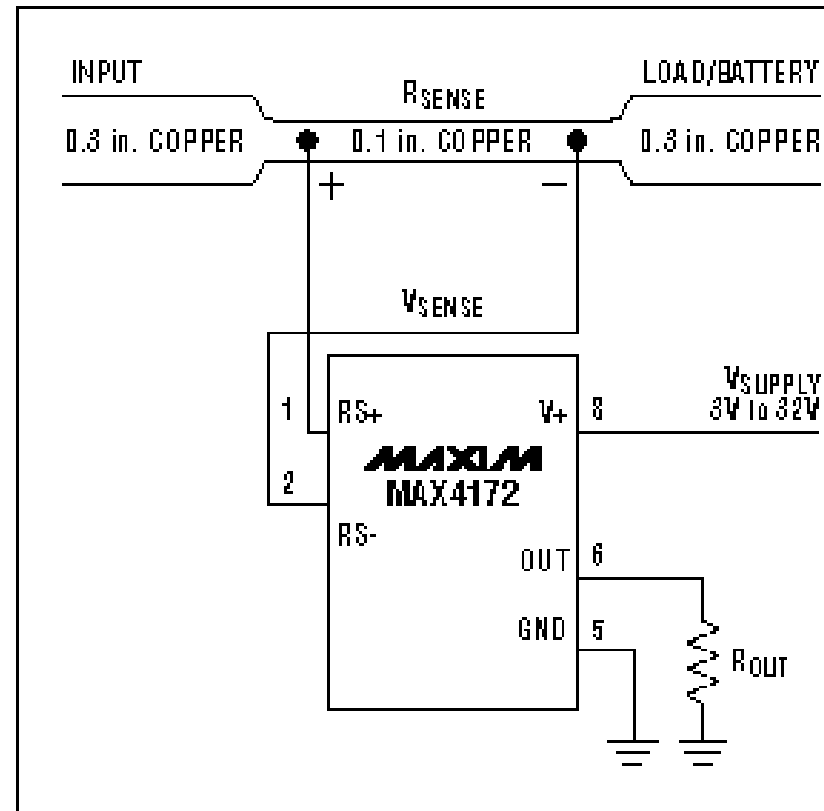 INPUT
LOAD/BATTERY
RSENSE
0.3 in. COPPER
0.1 in. COPPER
0.3 in. COPPER
+
−
VSENSE
VSUPPLY
3V to 32V
1
RS+
V+
8
MAXIM
MAX4172
2
RS-
OUT
6
GND
5
ROUT